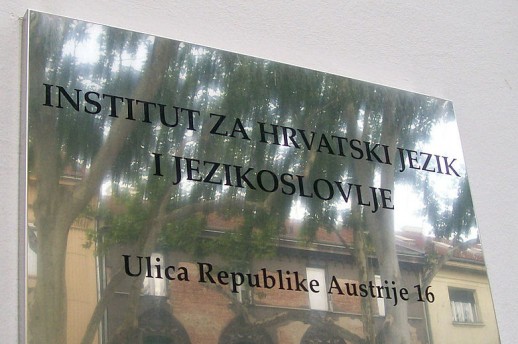 INSTITUT ZA HRVATSKI JEZIK
I JEZIKOSLOVLJE
Ulica Republike Austrije 16